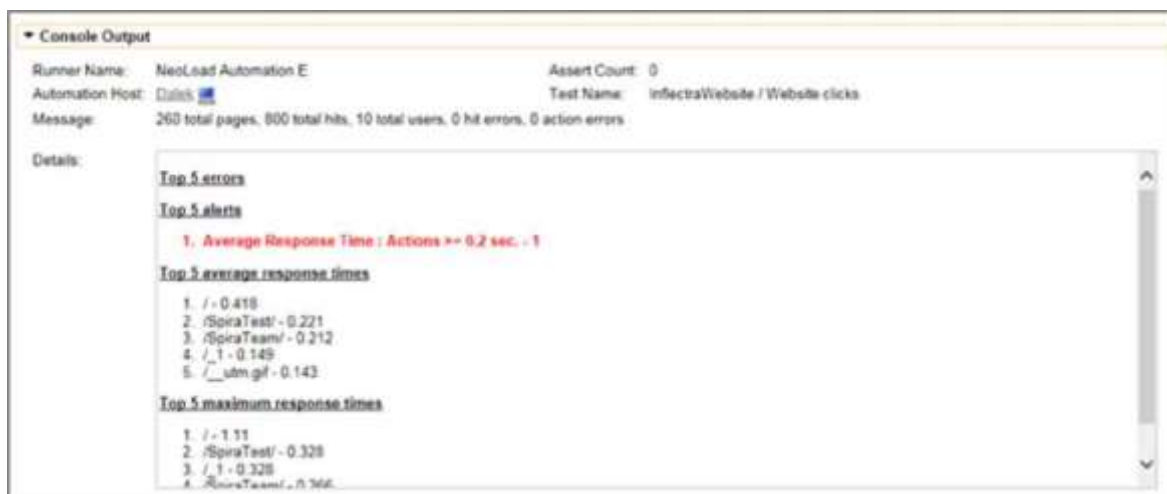 Console Output
Runner Name: NeoLoad Automation E Assert Count: 0
Automation Host: Dalek Test Name: InflectraWebsite / Website clicks
Message: 260 total pages, 800 total hits, 10 total users, 0 hit errors, 0 action errors
Details:
Top 5 errors
Top 5 alerts
1. Average Response Time : Actions >= 0.2 sec. - 1
Top 5 average response times
1. / - 0.418
2. /SpiraTest/ - 0.221
3. /SpiraTeam/ - 0.212
4. /_1 - 0.149
5. /__utm.gif - 0.143
Top 5 maximum response times
1. / - 1.11
2. /SpiraTest/ - 0.328
3. /_1 - 0.328
4. /SpiraTeam/ - 0.266